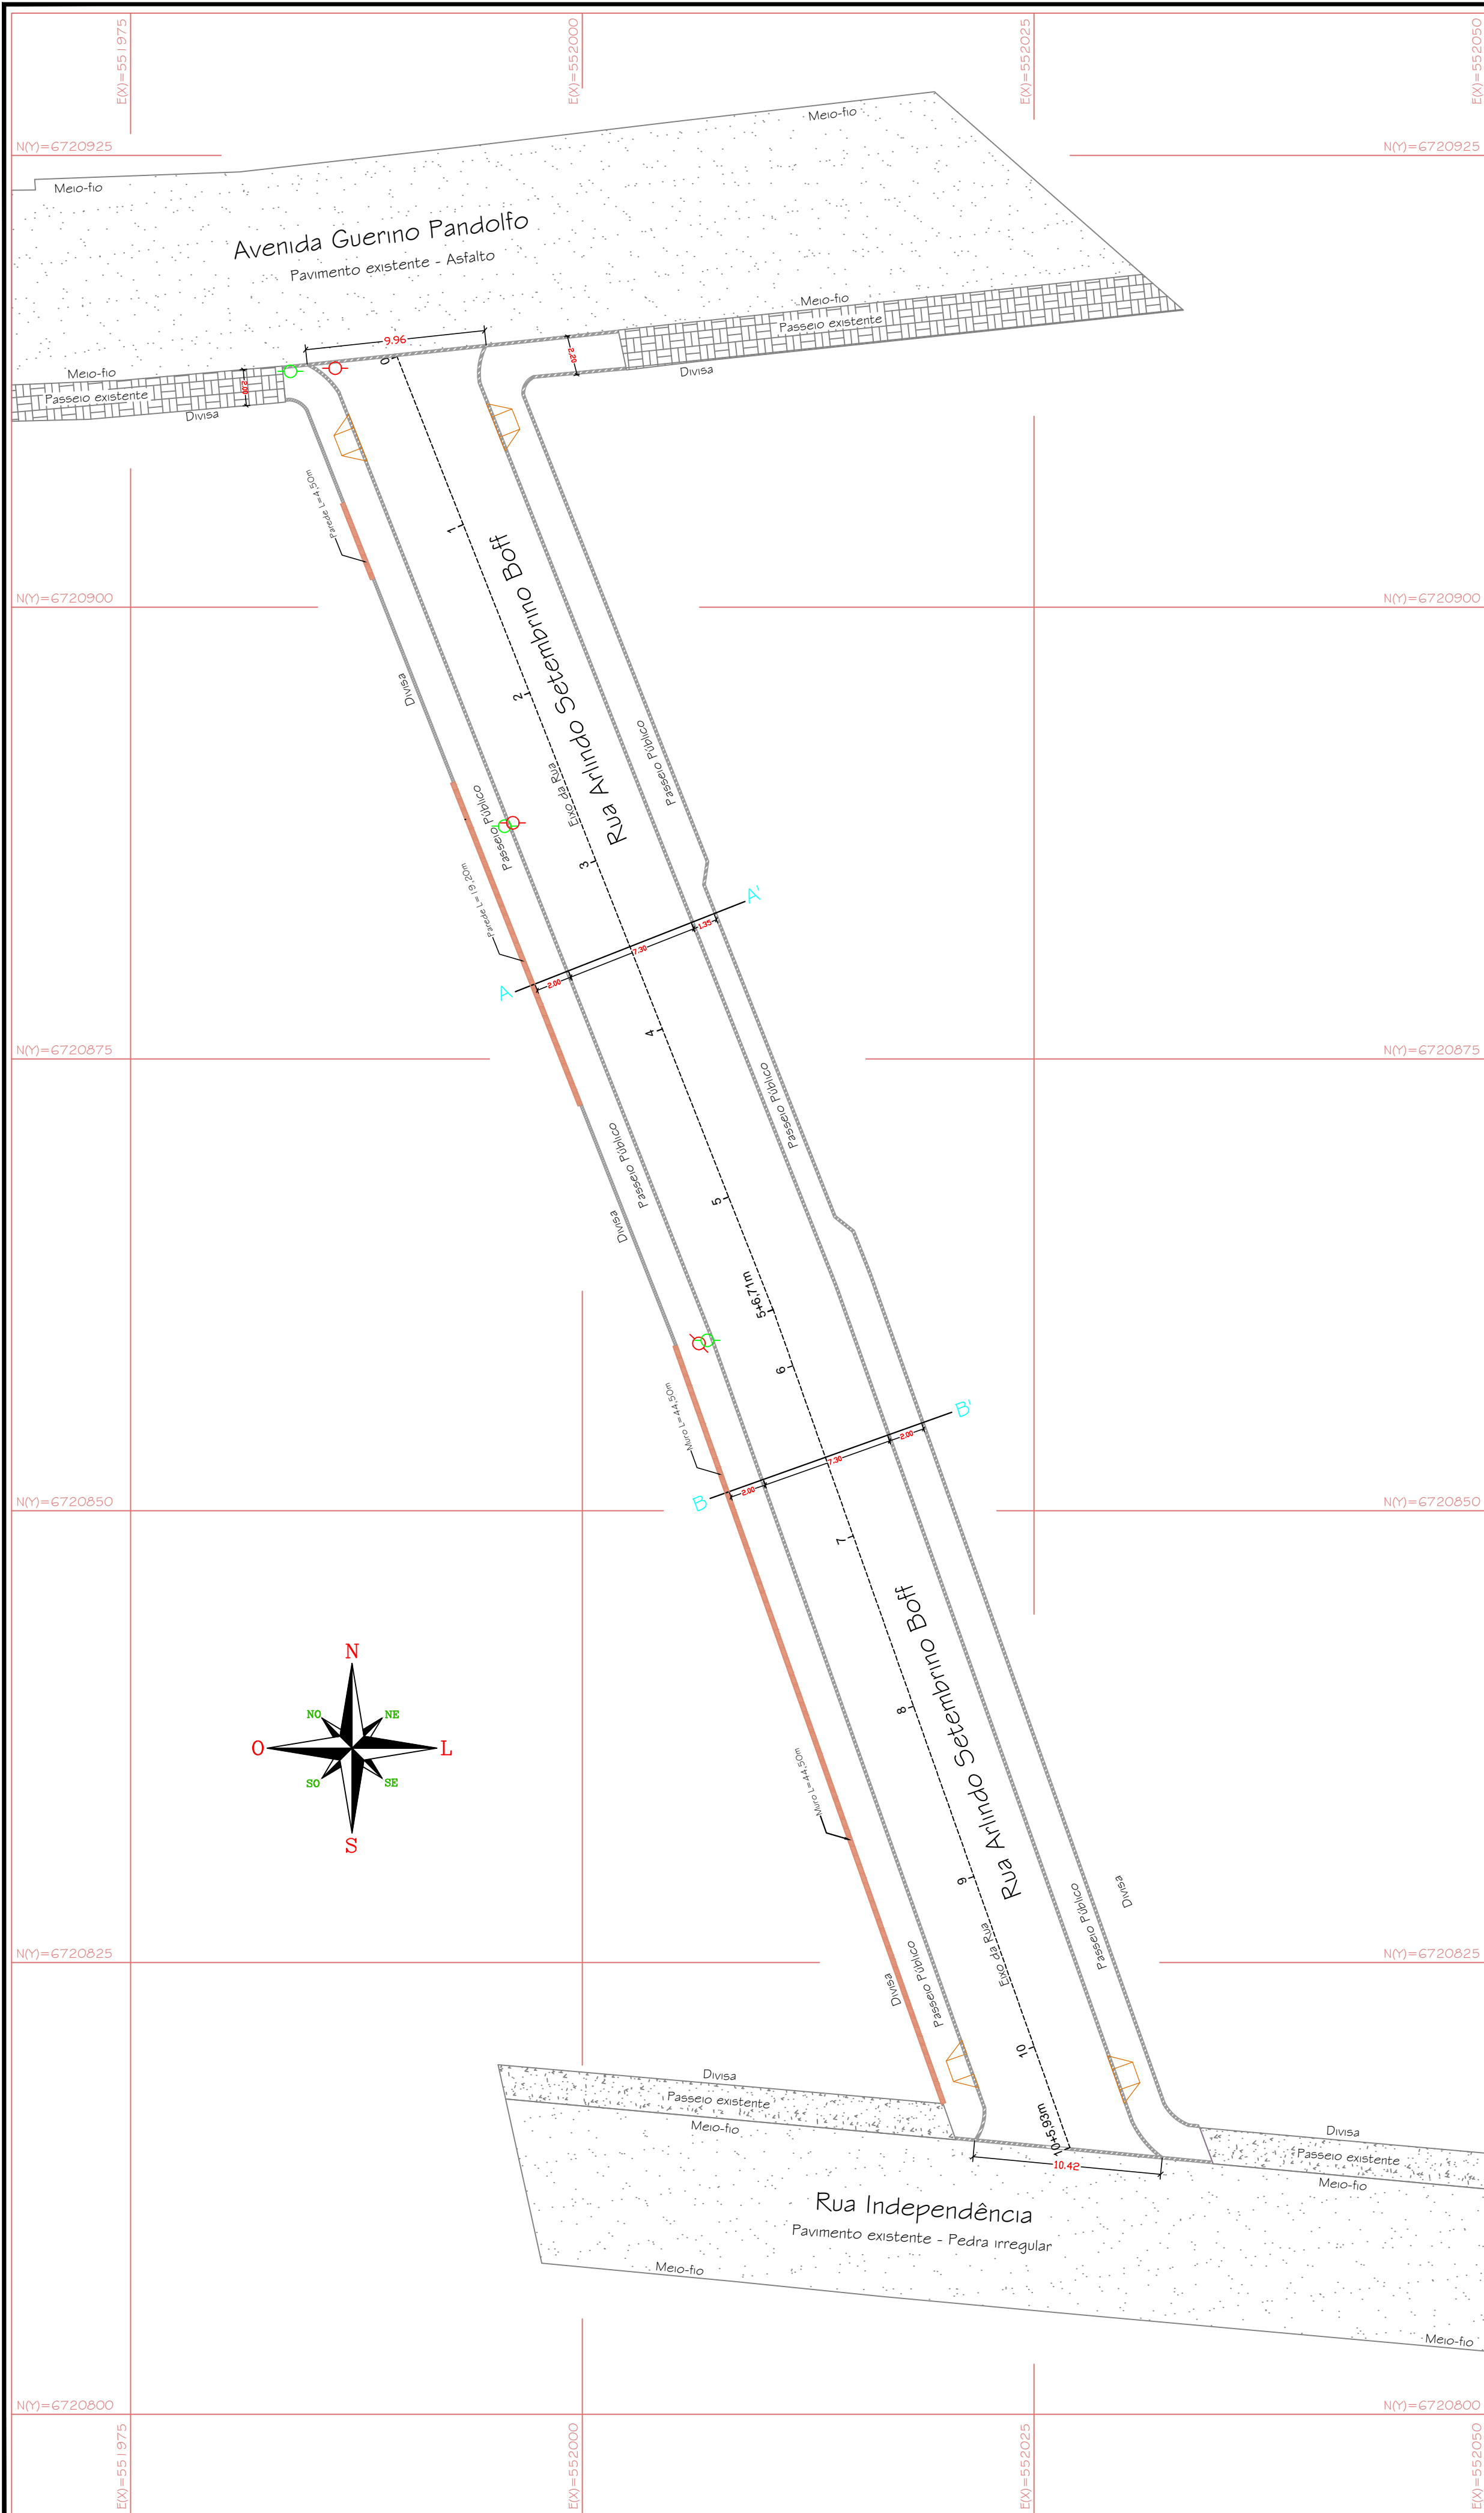 E(X)=551975
E(X)=552000
E(X)=552025
E(X)=552050
Meio-fio
N(Y)=6720925
N(Y)=6720925
Meio-fio
Avenida Guerino Pandolfo
Pavimento existente - Asfalto
Meio-fio
Passeio existente
Divisa
9.96
2.20
0
Meio-fio
Passeio existente
Divisa
2.00
Parede L=4,50m
1
Rua Arlindo Setembrino Boff
N(Y)=6720900
N(Y)=6720900
Divisa
2
Passeio Público
Eixo da Rua
Passeio Público
3
Parede L=19,20m
A'
1.35
7.30
2.00
A
4
N(Y)=6720875
N(Y)=6720875
Passeio Público
Passeio Público
Divisa
5
5+6,71m
6
Muro L=44,50m
B'
2.00
7.30
2.00
B
N(Y)=6720850
N(Y)=6720850
7
Rua Arlindo Setembrino Boff
N
NO
NE
O
L
SO
SE
S
8
Muro L=44,50m
9
Divisa
Passeio Público
Eixo da Rua
Passeio Público
Divisa
N(Y)=6720825
N(Y)=6720825
10
Divisa
Passeio existente
Meio-fio
10+5,93m
10.42
Divisa
Passeio existente
Meio-fio
Rua Independência
Pavimento existente - Pedra irregular
Meio-fio
Meio-fio
N(Y)=6720800
N(Y)=6720800
E(X)=551975
E(X)=552000
E(X)=552025
E(X)=552050